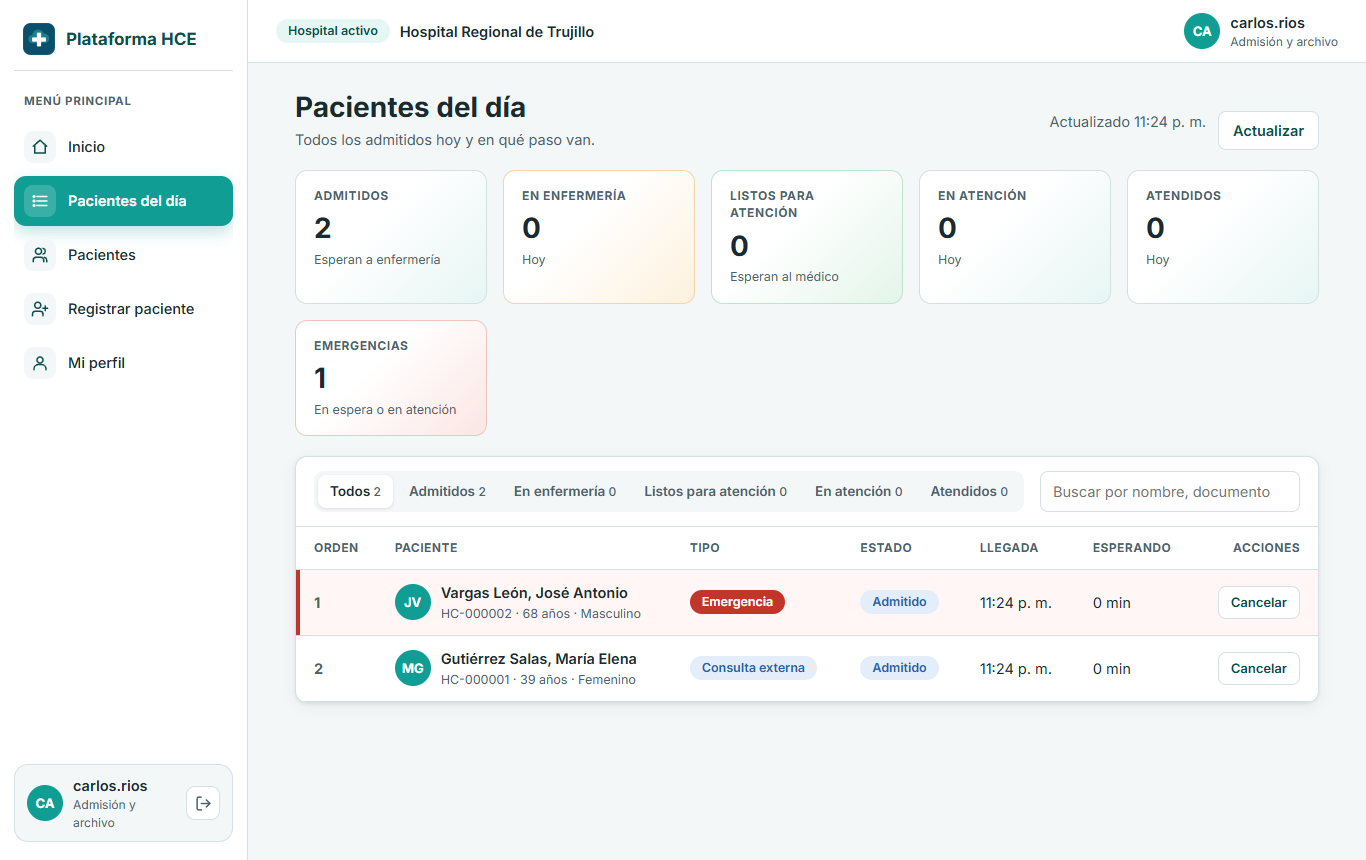 Plataforma HCE
MENÚ PRINCIPAL
Inicio
Pacientes del día
Pacientes
Registrar paciente
Mi perfil
CA
carlos.rios
Admisión y
archivo
Hospital activo
Hospital Regional de Trujillo
CA
carlos.rios
Admisión y archivo
Pacientes del día
Todos los admitidos hoy y en qué paso van.
Actualizado 11:24 p. m.
Actualizar
ADMITIDOS
2
Esperan a enfermería
EN ENFERMERÍA
0
Hoy
LISTOS PARA
ATENCIÓN
0
Esperan al médico
EN ATENCIÓN
0
Hoy
ATENDIDOS
0
Hoy
EMERGENCIAS
1
En espera o en atención
Todos 2 Admitidos 2 En enfermería 0 Listos para atención 0 En atención 0 Atendidos 0
Buscar por nombre, documento
ORDEN PACIENTE TIPO ESTADO LLEGADA ESPERANDO ACCIONES
1 JV Vargas León, José Antonio Emergencia Admitido 11:24 p. m. 0 min Cancelar
HC-000002 · 68 años · Masculino
2 MG Gutiérrez Salas, María Elena Consulta externa Admitido 11:24 p. m. 0 min Cancelar
HC-000001 · 39 años · Femenino